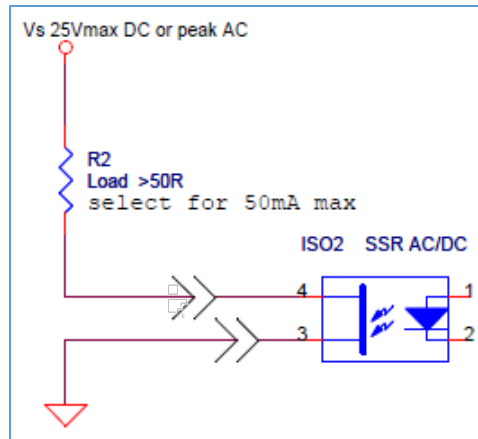 Vs 25Vmax DC or peak AC
R2
Load >50R
select for 50mA max
ISO2 SSR AC/DC
4
1
3
2